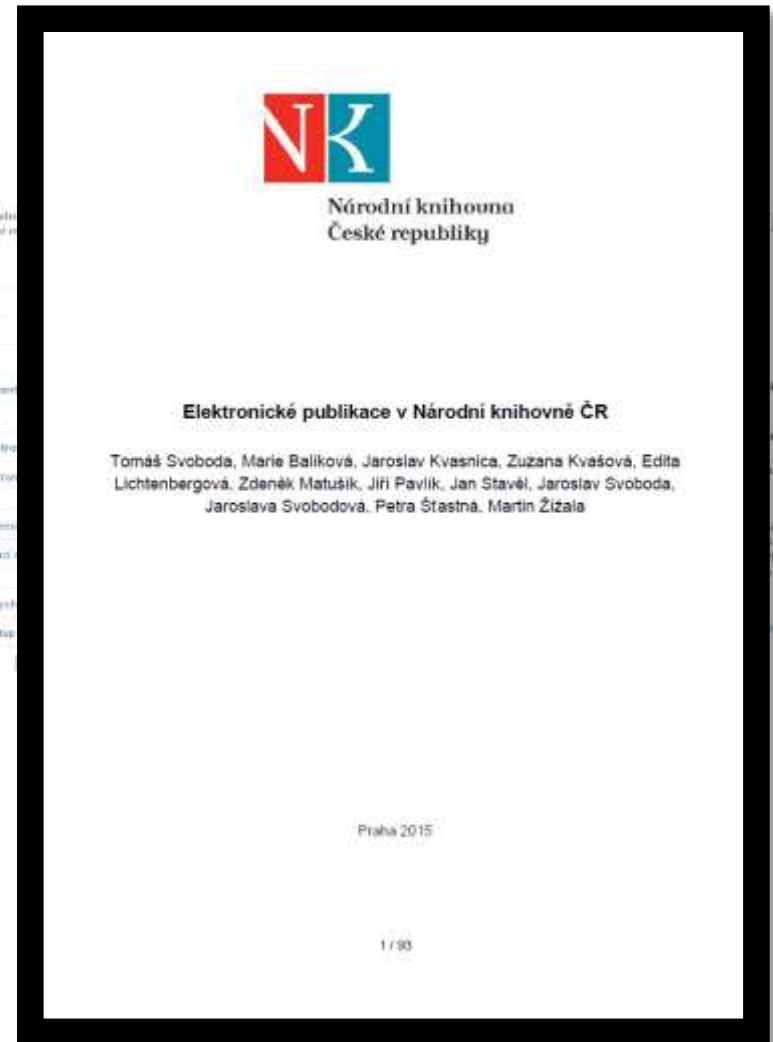 NK
Národní knihovna
České republiky
Elektronické publikace v Národní knihovně ČR
Tomáš Svoboda, Marie Balíková, Jaroslav Kvasnica, Zuzana Kvašová, Edita
Lichtenbergová, Zdeněk Matušík, Jiří Pavlík, Jan Stavěl, Jaroslav Svoboda,
Jaroslava Svobodová, Petra Šťastná, Martin Žížala
Praha 2015
1 / 93